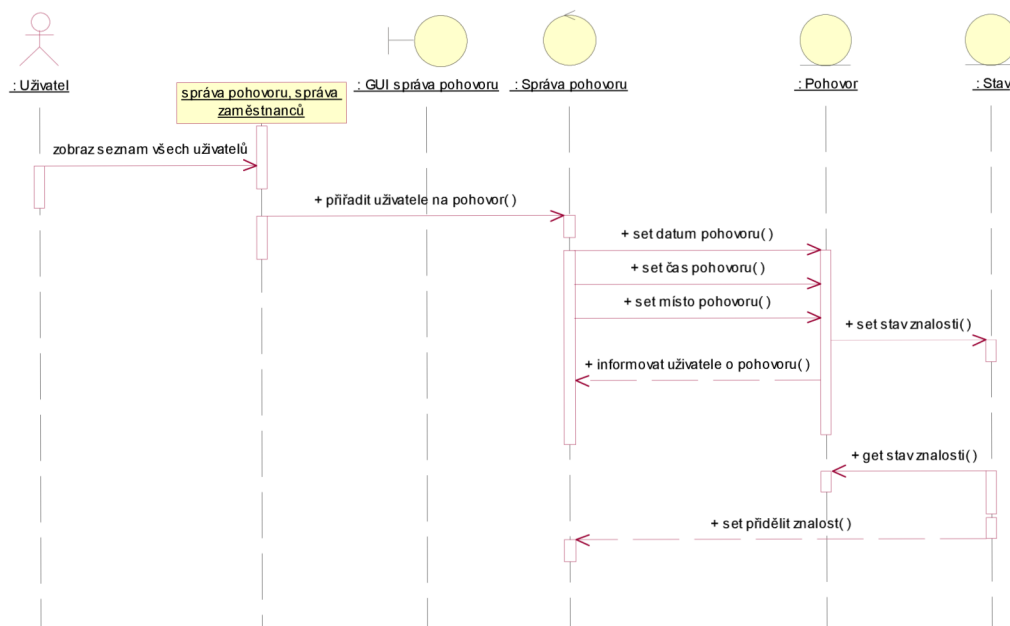 : Uživatel
správa pohovoru, správa
zaměstnanců
: GUI správa pohovoru
: Správa pohovoru
: Pohovor
: Stav
zobraz seznam všech uživatelů
+ přiřadit uživatele na pohovor( )
+ set datum pohovoru( )
+ set čas pohovoru( )
+ set místo pohovoru( )
+ set stav znalosti( )
+ informovat uživatele o pohovoru( )
+ get stav znalosti( )
+ set přidělit znalost( )